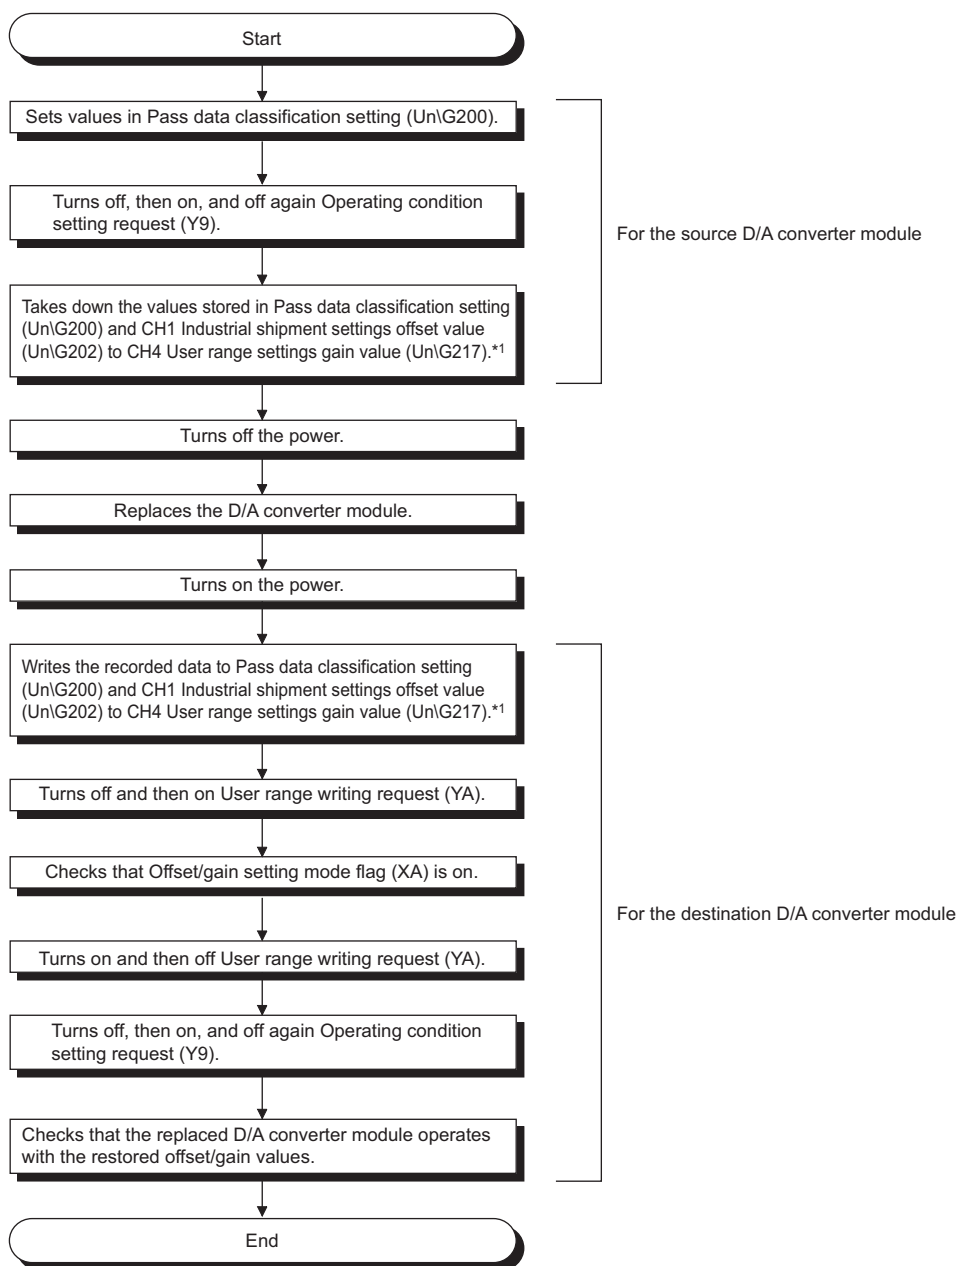 Start
Sets values in Pass data classification setting (Un\G200).
Turns off, then on, and off again Operating condition
setting request (Y9).
For the source D/A converter module
Takes down the values stored in Pass data classification setting
(Un\G200) and CH1 Industrial shipment settings offset value
(Un\G202) to CH4 User range settings gain value (Un\G217).*1
Turns off the power.
Replaces the D/A converter module.
Turns on the power.
Writes the recorded data to Pass data classification setting
(Un\G200) and CH1 Industrial shipment settings offset value
(Un\G202) to CH4 User range settings gain value (Un\G217).*1
Turns off and then on User range writing request (YA).
Checks that Offset/gain setting mode flag (XA) is on.
For the destination D/A converter module
Turns on and then off User range writing request (YA).
Turns off, then on, and off again Operating condition
setting request (Y9).
Checks that the replaced D/A converter module operates
with the restored offset/gain values.
End